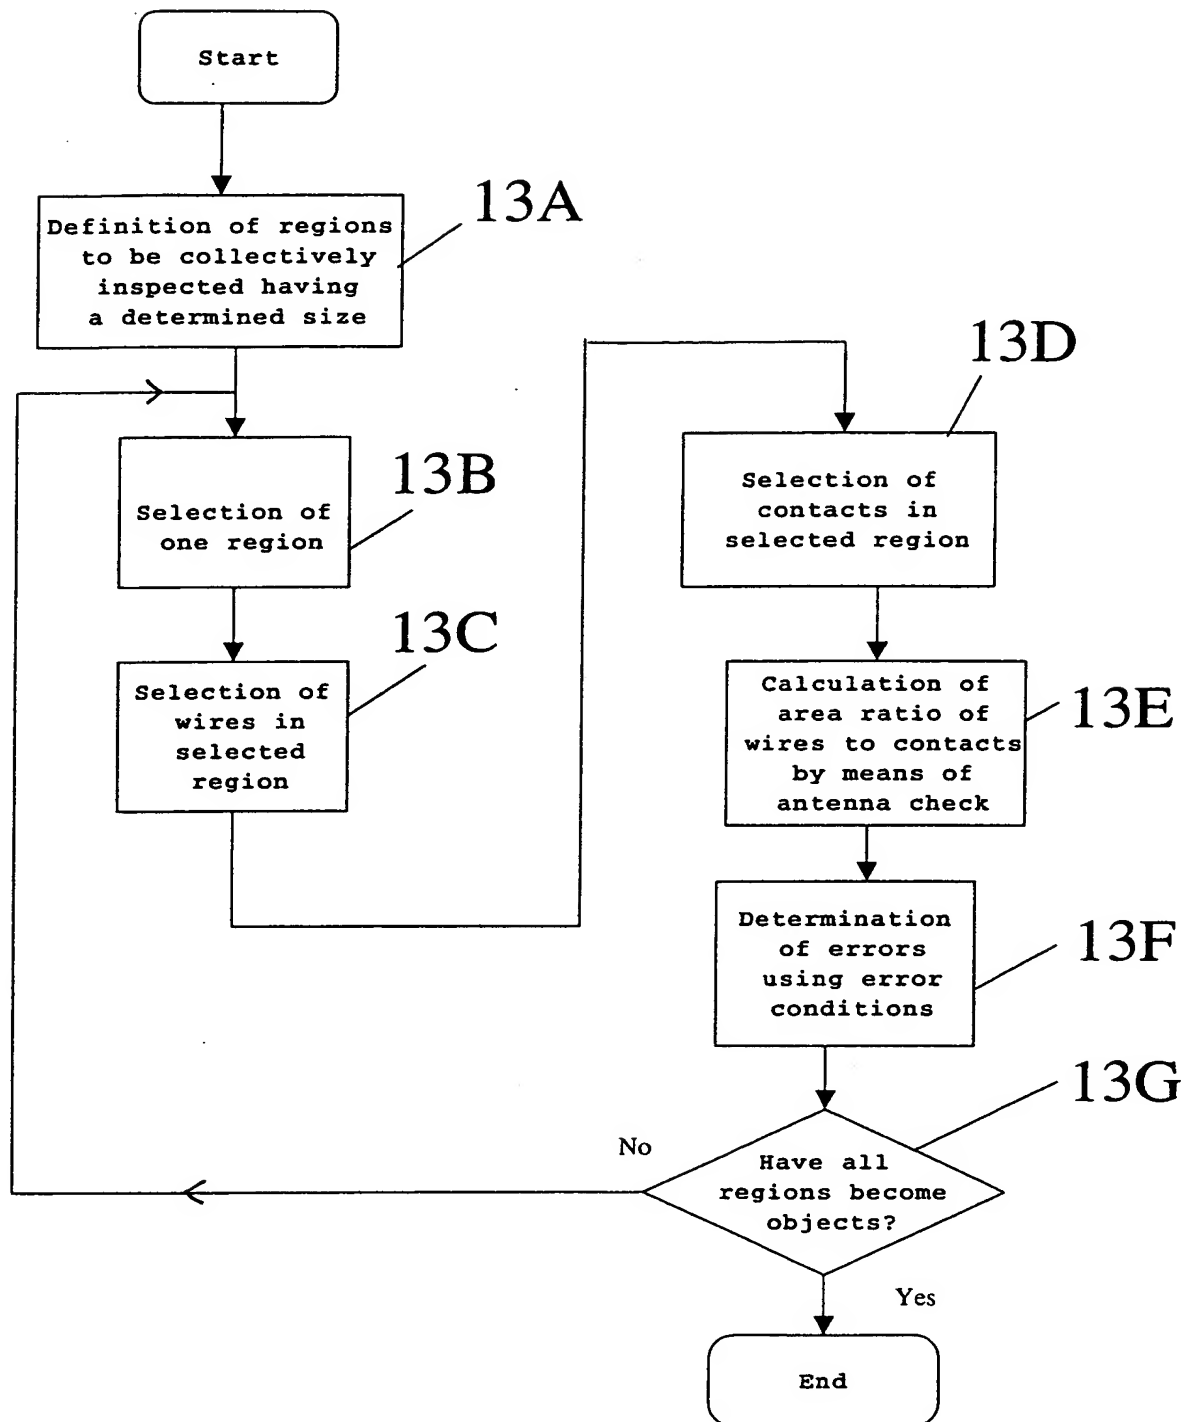 Start
13A
Definition of regions
to be collectively
inspected having
a determined size
13B
Selection of
one region
13C
Selection of
wires in
selected
region
13D
Selection of
contacts in
selected region
13E
Calculation of
area ratio of
wires to contacts
by means of
antenna check
13F
Determination
of errors
using error
conditions
13G
No
Have all
regions become
objects?
Yes
End